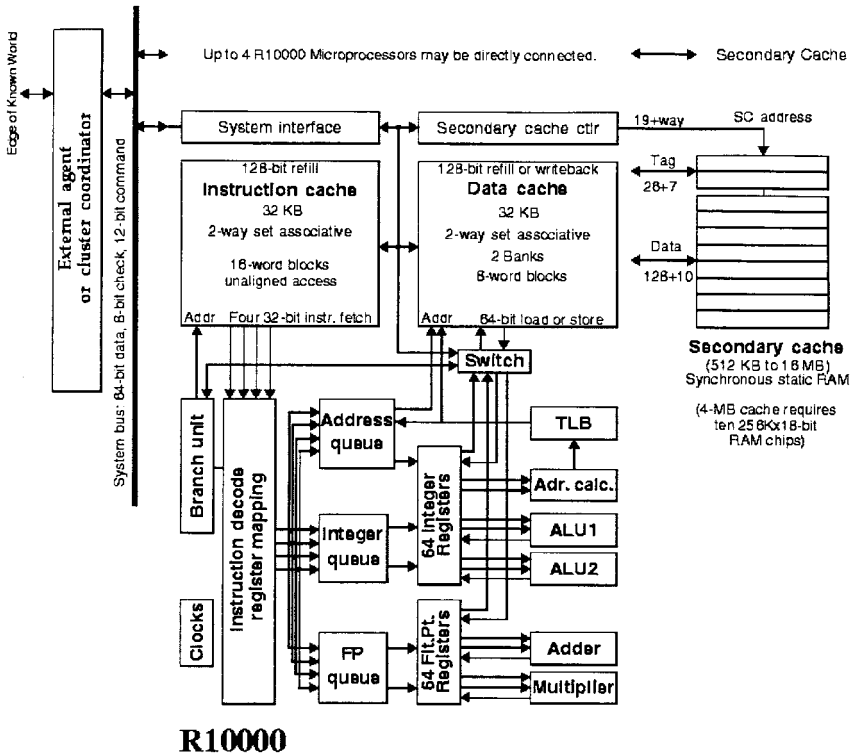 Up to 4 R10000 Microprocessors may be directly connected.
Secondary Cache
Edge of Known World
External agent
or cluster coordinator
System bus: 64-bit data, 8-bit check, 12-bit command
System interface
Secondary cache ctlr
19+way
SC address
128-bit refill
Instruction cache
32 KB
2-way set associative
16-word blocks
unaligned access
Addr
Four 32-bit instr. fetch
128-bit refill or writeback
Data cache
32 KB
2-way set associative
2 Banks
8-word blocks
Addr
64-bit load or store
Tag
26+7
Data
128+10
Secondary cache
(512 KB to 16 MB)
Synchronous static RAM
(4-MB cache requires
ten 256Kx18-bit
RAM chips)
Switch
Branch unit
Clocks
Instruction decode
register mapping
Address
queue
Integer
queue
FP
queue
64 Integer
Registers
64 Flt.Pt.
Registers
TLB
Adr. calc.
ALU1
ALU2
Adder
Multiplier
R10000